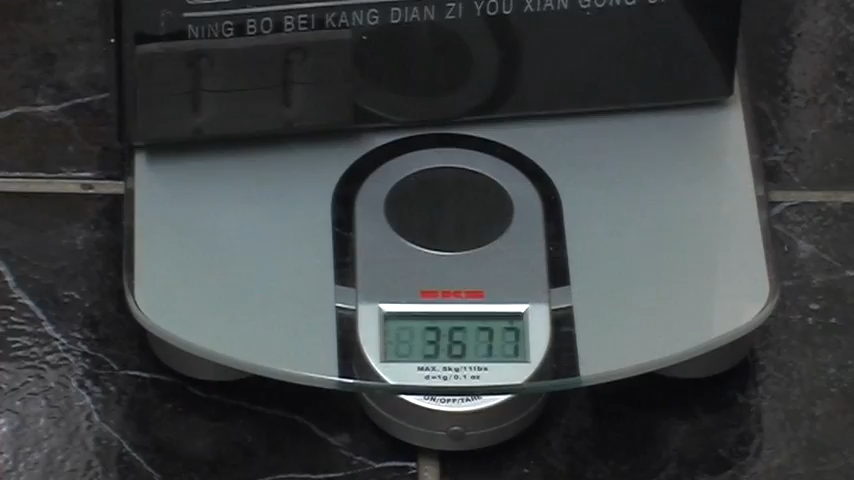 NING BO BEI KANG DIAN ZI YOU XIAN GONG
3677
MAX. 5kg/11lbs
d=1g/0.1 oz
ON/OFF/TARE